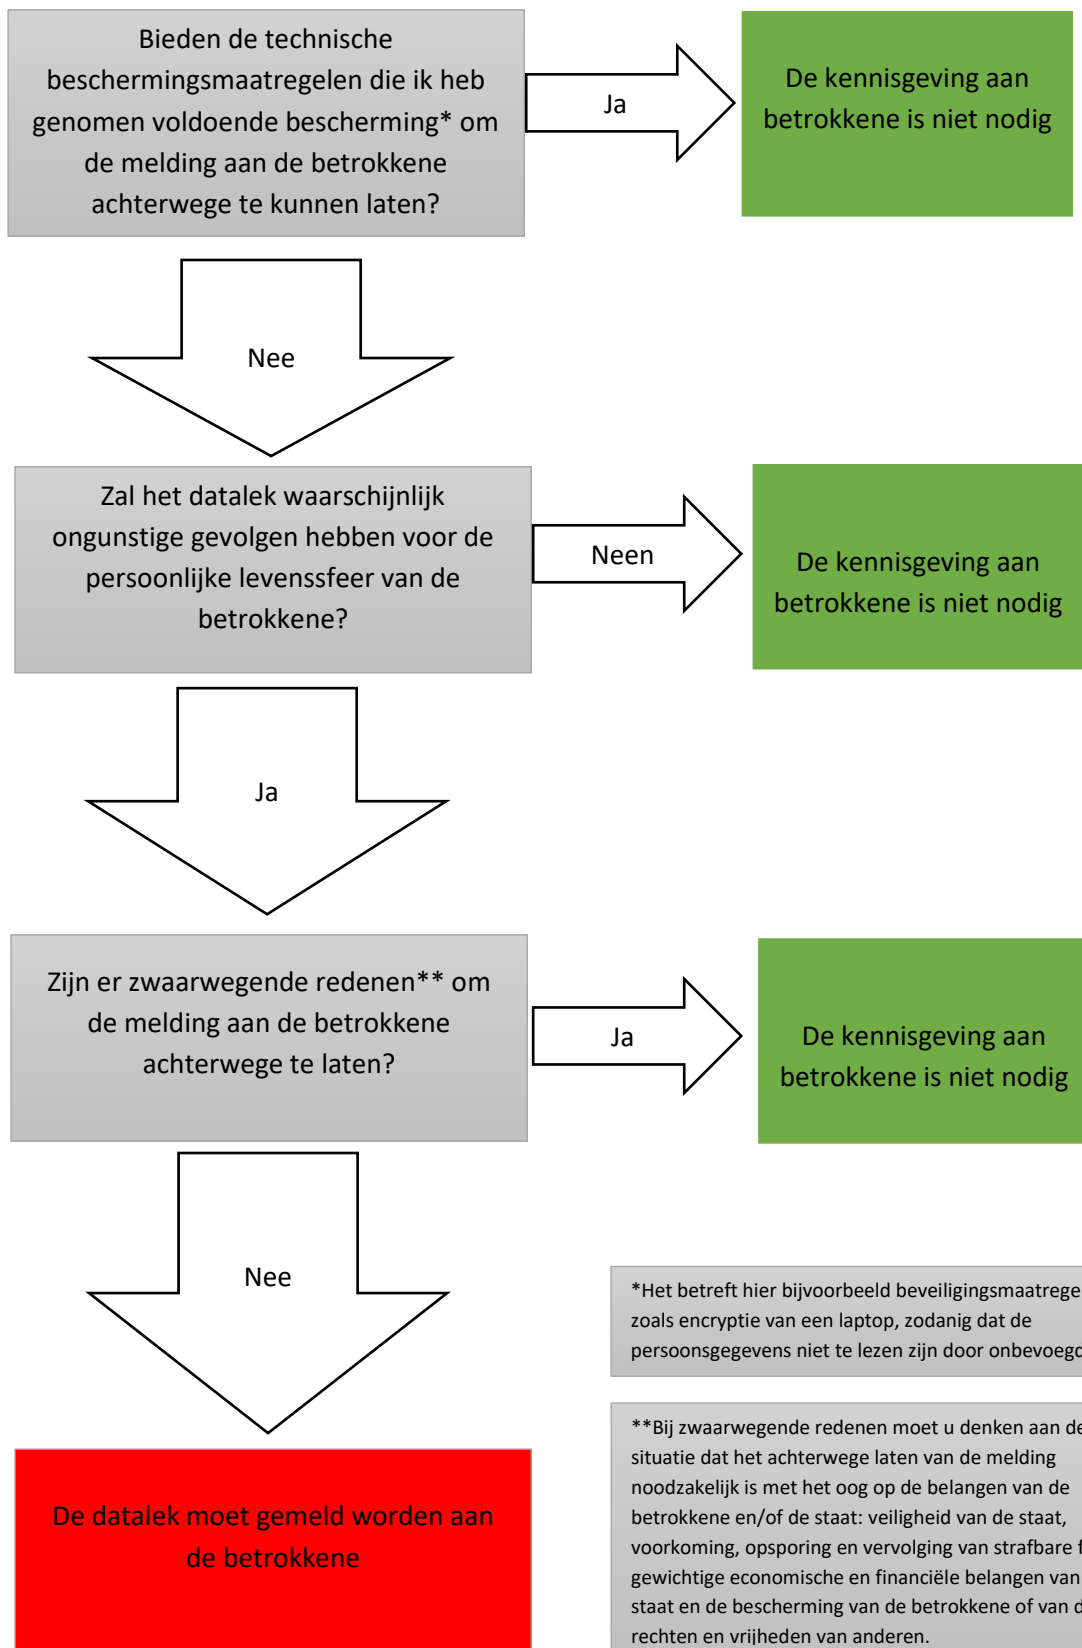 Bieden de technische
beschermingsmaatregelen die ik heb
genomen voldoende bescherming* om
de melding aan de betrokkene
achterwege te kunnen laten?
Ja
De kennisgeving aan
betrokkene is niet nodig
Nee
Zal het datalek waarschijnlijk
ongunstige gevolgen hebben voor de
persoonlijke levenssfeer van de
betrokkene?
Neen
De kennisgeving aan
betrokkene is niet nodig
Ja
Zijn er zwaarwegende redenen** om
de melding aan de betrokkene
achterwege te laten?
Ja
De kennisgeving aan
betrokkene is niet nodig
Nee
De datalek moet gemeld worden aan
de betrokkene
*Het betreft hier bijvoorbeeld
zoals encryptie van een laptop, zodanig dat de
persoonsgegevens niet te lezen zijn door
**Bij zwaarwegende redenen moet u denken aan de
situatie dat het achterwege laten van de melding
noodzakelijk is met het oog op de belangen van de
betrokkene en/of de staat: veiligheid van de staat,
voorkoming, opsporing en vervolging van strafbare
gewichtige economische en financiële belangen van
staat en de bescherming van de betrokkene of van
rechten en vrijheden van anderen.